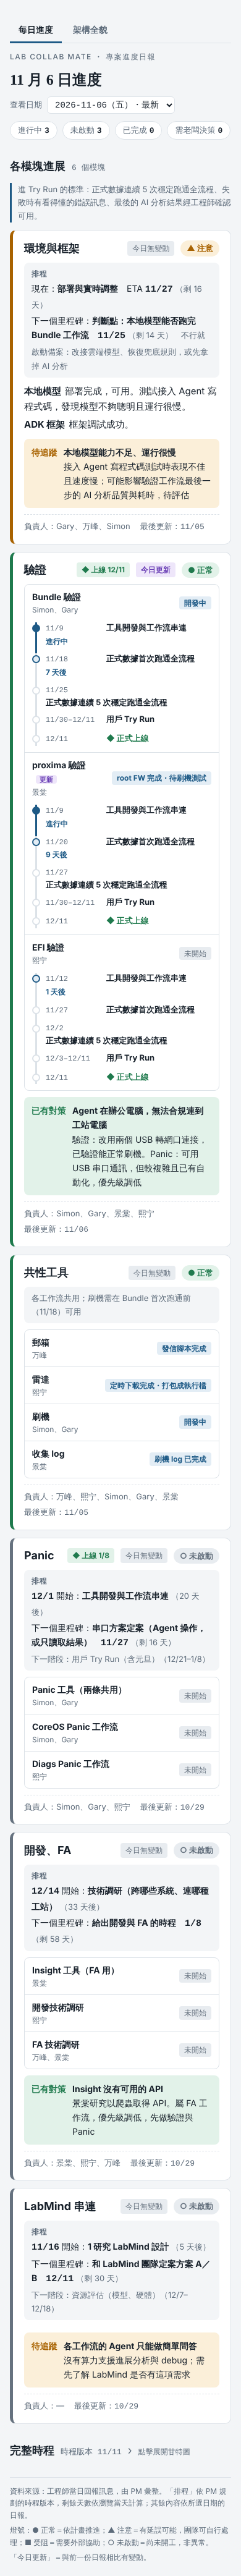 每日進度 架構全貌
LAB COLLAB MATE · 專案進度日報
11 月 6 日進度
查看日期 2026-11-06（五）· 最新
進行中 3 未啟動 3 已完成 0 需老闆決策 0
各模塊進展 6 個模塊
進 Try Run 的標準：正式數據連續 5 次穩定跑通全流程、失
敗時有看得懂的錯誤訊息、最後的 AI 分析結果經工程師確認
可用。
環境與框架 今日無變動 ▲ 注意
排程
現在：部署與實時調整 ETA 11/27（剩 16
天）
下一個里程碑：判斷點：本地模型能否跑完
Bundle 工作流 11/25（剩 14 天） 不行就
啟動備案：改接雲端模型、恢復兜底規則，或先拿
掉 AI 分析
本地模型 部署完成，可用。測試接入 Agent 寫
程式碼，發現模型不夠聰明且運行很慢。
ADK 框架 框架調試成功。
待追蹤 本地模型能力不足、運行很慢
接入 Agent 寫程式碼測試時表現不佳
且速度慢；可能影響驗證工作流最後一
步的 AI 分析品質與耗時，待評估
負責人：Gary、万峰、Simon 最後更新：11/05
驗證 ◆ 上線 12/11 今日更新 ● 正常
Bundle 驗證 開發中
Simon、Gary
11/9 工具開發與工作流串連
進行中
11/18 正式數據首次跑通全流程
7 天後
11/25
正式數據連續 5 次穩定跑通全流程
11/30–12/11 用戶 Try Run
12/11 ◆ 正式上線
proxima 驗證 root FW 完成・待刷機測試
更新
景棠
11/9 工具開發與工作流串連
進行中
11/20 正式數據首次跑通全流程
9 天後
11/27
正式數據連續 5 次穩定跑通全流程
11/30–12/11 用戶 Try Run
12/11 ◆ 正式上線
EFI 驗證 未開始
熙宁
11/12 工具開發與工作流串連
1 天後
11/27 正式數據首次跑通全流程
12/2
正式數據連續 5 次穩定跑通全流程
12/3–12/11 用戶 Try Run
12/11 ◆ 正式上線
已有對策 Agent 在辦公電腦，無法合規連到
工站電腦
驗證：改用兩個 USB 轉網口連接，
已驗證能正常刷機。Panic：可用
USB 串口通訊，但較複雜且已有自
動化，優先級調低
負責人：Simon、Gary、景棠、熙宁
最後更新：11/06
共性工具 今日無變動 ● 正常
各工作流共用；刷機需在 Bundle 首次跑通前
（11/18）可用
郵箱 發信腳本完成
万峰
雷達 定時下載完成・打包成執行檔
熙宁
刷機 開發中
Simon、Gary
收集 log 刷機 log 已完成
景棠
負責人：万峰、熙宁、Simon、Gary、景棠
最後更新：11/05
Panic ◆ 上線 1/8 今日無變動 ○ 未啟動
排程
12/1 開始：工具開發與工作流串連（20 天
後）
下一個里程碑：串口方案定案（Agent 操作，
或只讀取結果） 11/27（剩 16 天）
下一階段：用戶 Try Run（含元旦）（12/21–1/8）
Panic 工具（兩條共用） 未開始
Simon、Gary
CoreOS Panic 工作流 未開始
Simon、Gary
Diags Panic 工作流 未開始
熙宁
負責人：Simon、Gary、熙宁 最後更新：10/29
開發、FA 今日無變動 ○ 未啟動
排程
12/14 開始：技術調研（跨哪些系統、連哪種
工站）（33 天後）
下一個里程碑：給出開發與 FA 的時程 1/8
（剩 58 天）
Insight 工具（FA 用） 未開始
景棠
開發技術調研 未開始
熙宁
FA 技術調研 未開始
万峰、景棠
已有對策 Insight 沒有可用的 API
景棠研究以爬蟲取得 API。屬 FA 工
作流，優先級調低，先做驗證與
Panic
負責人：景棠、熙宁、万峰 最後更新：10/29
LabMind 串連 今日無變動 ○ 未啟動
排程
11/16 開始：1 研究 LabMind 設計（5 天後）
下一個里程碑：和 LabMind 團隊定案方案 A／
B 12/11（剩 30 天）
下一階段：資源評估（模型、硬體）（12/7–
12/18）
待追蹤 各工作流的 Agent 只能做簡單問答
沒有算力支援進展分析與 debug；需
先了解 LabMind 是否有這項需求
負責人：— 最後更新：10/29
完整時程 時程版本 11/11 › 點擊展開甘特圖
資料來源：工程師當日回報訊息，由 PM 彙整。「排程」依 PM 規
劃的時程版本，剩餘天數依瀏覽當天計算；其餘內容依所選日期的
日報。
燈號：● 正常＝依計畫推進；▲ 注意＝有延誤可能，團隊可自行處
理；■ 受阻＝需要外部協助；○ 未啟動＝尚未開工，非異常。
「今日更新」＝與前一份日報相比有變動。